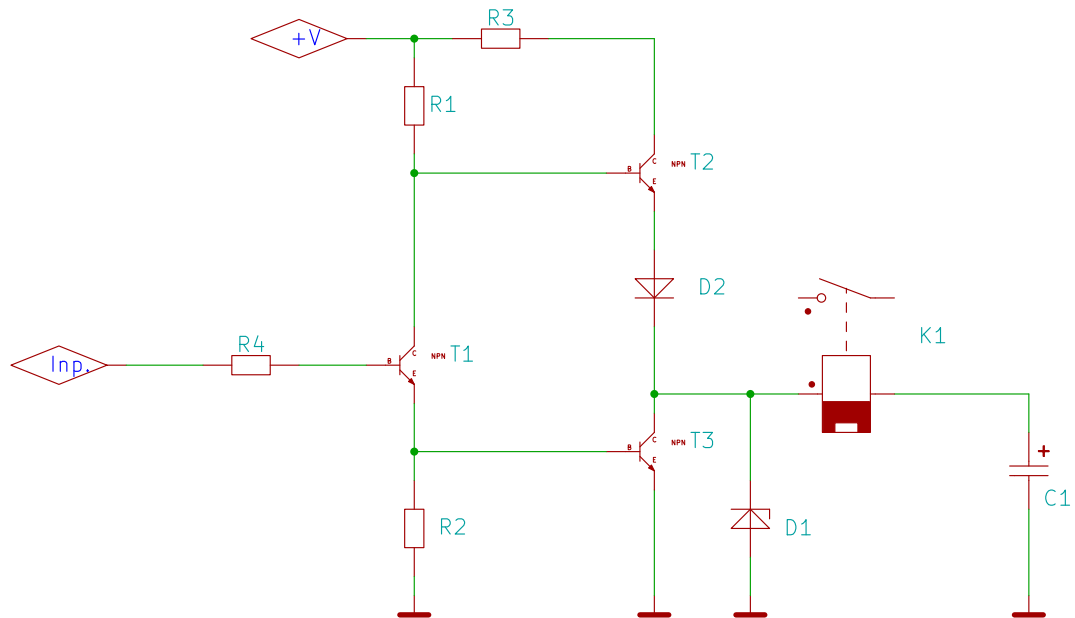 R3
+V
R1
B C E NPN T2
D2
K1
R4
Inp.
B C E NPN T1
B C E NPN T3
+
C1
R2
D1